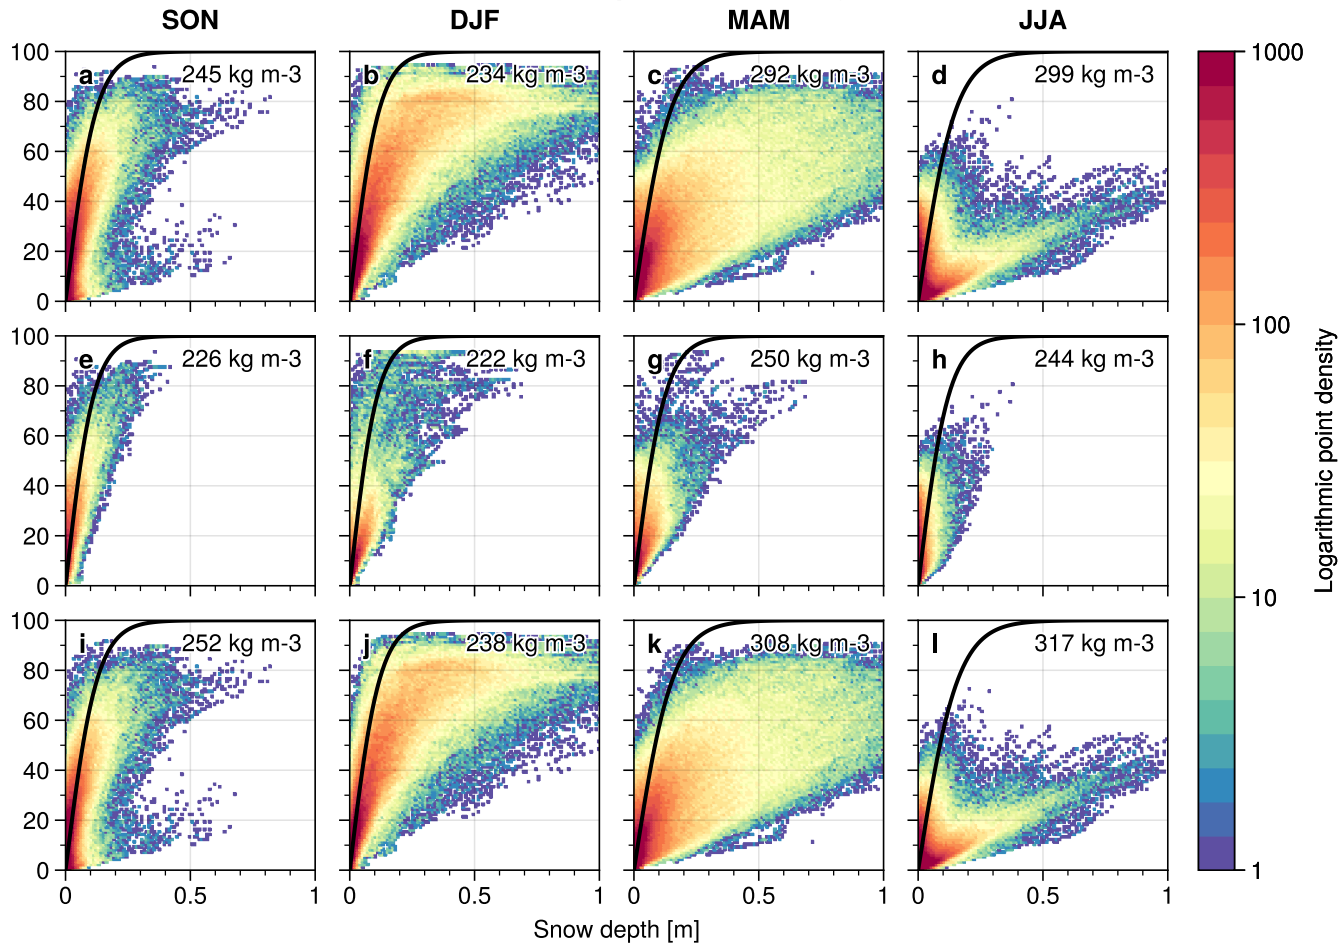 SON DJF MAM JJA
100 a 245 kg m-3 b 234 kg m-3 c 292 kg m-3 d 299 kg m-3 1000
80
60
40
20
0
100
100 e 226 kg m-3 f 222 kg m-3 g 250 kg m-3 h 244 kg m-3
80
60
40
20
0
Logarithmic point density
10
100 i 252 kg m-3 j 238 kg m-3 k 308 kg m-3 l 317 kg m-3
80
60
40
20
0 1
0 0.5 1 0 0.5 1 0 0.5 1 0 0.5 1
Snow depth [m]